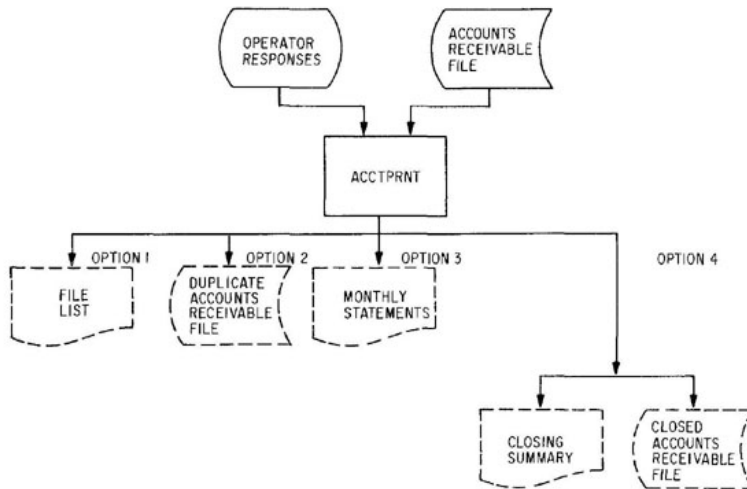 OPERATOR
RESPONSES
ACCOUNTS
RECEIVABLE
FILE
ACCTPRNT
OPTION 1
OPTION 2
OPTION 3
OPTION 4
FILE
LIST
DUPLICATE
ACCOUNTS
RECEIVABLE
FILE
MONTHLY
STATEMENTS
CLOSING
SUMMARY
CLOSED
ACCOUNTS
RECEIVABLE
FILE